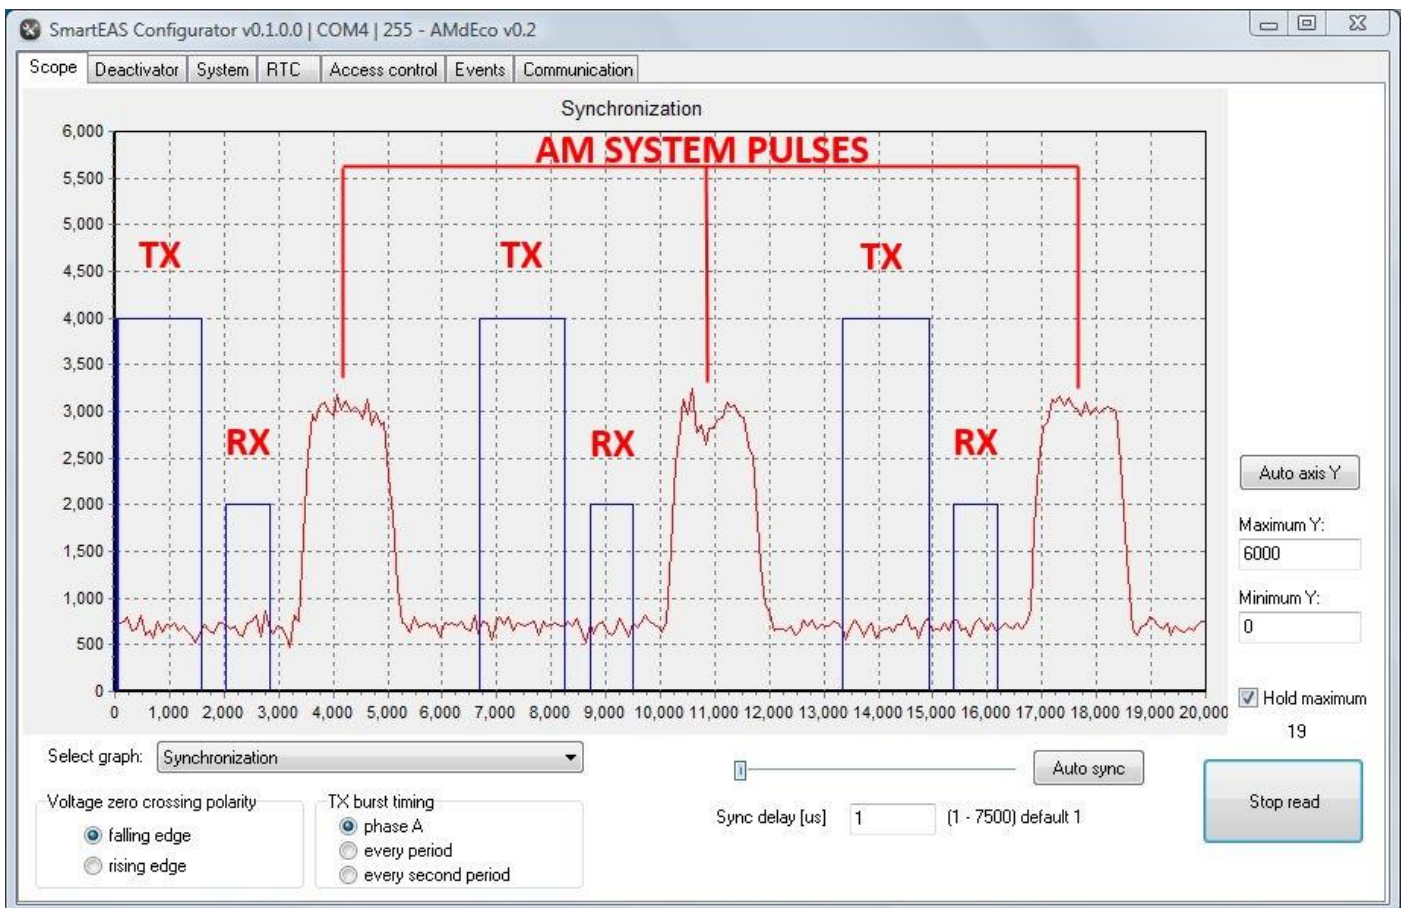 SmartEAS Configurator v0.1.0.0 | COM4 | 255 - AMdEco v0.2
Scope Deactivator System RTC Access control Events Communication
Synchronization
AM SYSTEM PULSES
TX TX TX
RX RX RX
6,000
5,500
5,000
4,500
4,000
3,500
3,000
2,500
2,000
1,500
1,000
500
0
0 1,000 2,000 3,000 4,000 5,000 6,000 7,000 8,000 9,000 10,000 11,000 12,000 13,000 14,000 15,000 16,000 17,000 18,000 19,000 20,000
Auto axis Y
Maximum Y:
6000
Minimum Y:
0
Hold maximum
19
Select graph: Synchronization
Auto sync
Stop read
Voltage zero crossing polarity
falling edge
rising edge
TX burst timing
phase A
every period
every second period
Sync delay [us] 1 (1 - 7500) default 1